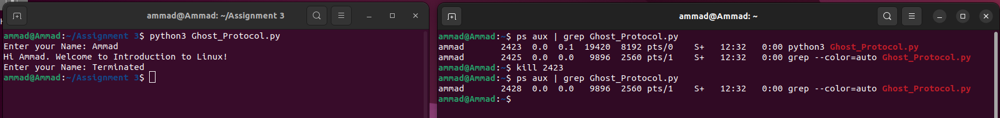 ammad@Ammad: ~/Assignment 3
ammad@Ammad:~/Assignment 3$ python3 Ghost_Protocol.py
Enter your Name: Ammad
Hi Ammad. Welcome to Introduction to Linux!
Enter your Name: Terminated
ammad@Ammad:~/Assignment 3$
ammad@Ammad: ~
ammad@Ammad:~$ ps aux | grep Ghost_Protocol.py
ammad       2423  0.0  0.1  19420  8192 pts/0    S+   12:32   0:00 python3 Ghost_Protocol.py
ammad       2425  0.0  0.0   9896  2560 pts/1    S+   12:32   0:00 grep --color=auto Ghost_Protocol.py
ammad@Ammad:~$ kill 2423
ammad@Ammad:~$ ps aux | grep Ghost_Protocol.py
ammad       2428  0.0  0.0   9896  2560 pts/1    S+   12:32   0:00 grep --color=auto Ghost_Protocol.py
ammad@Ammad:~$